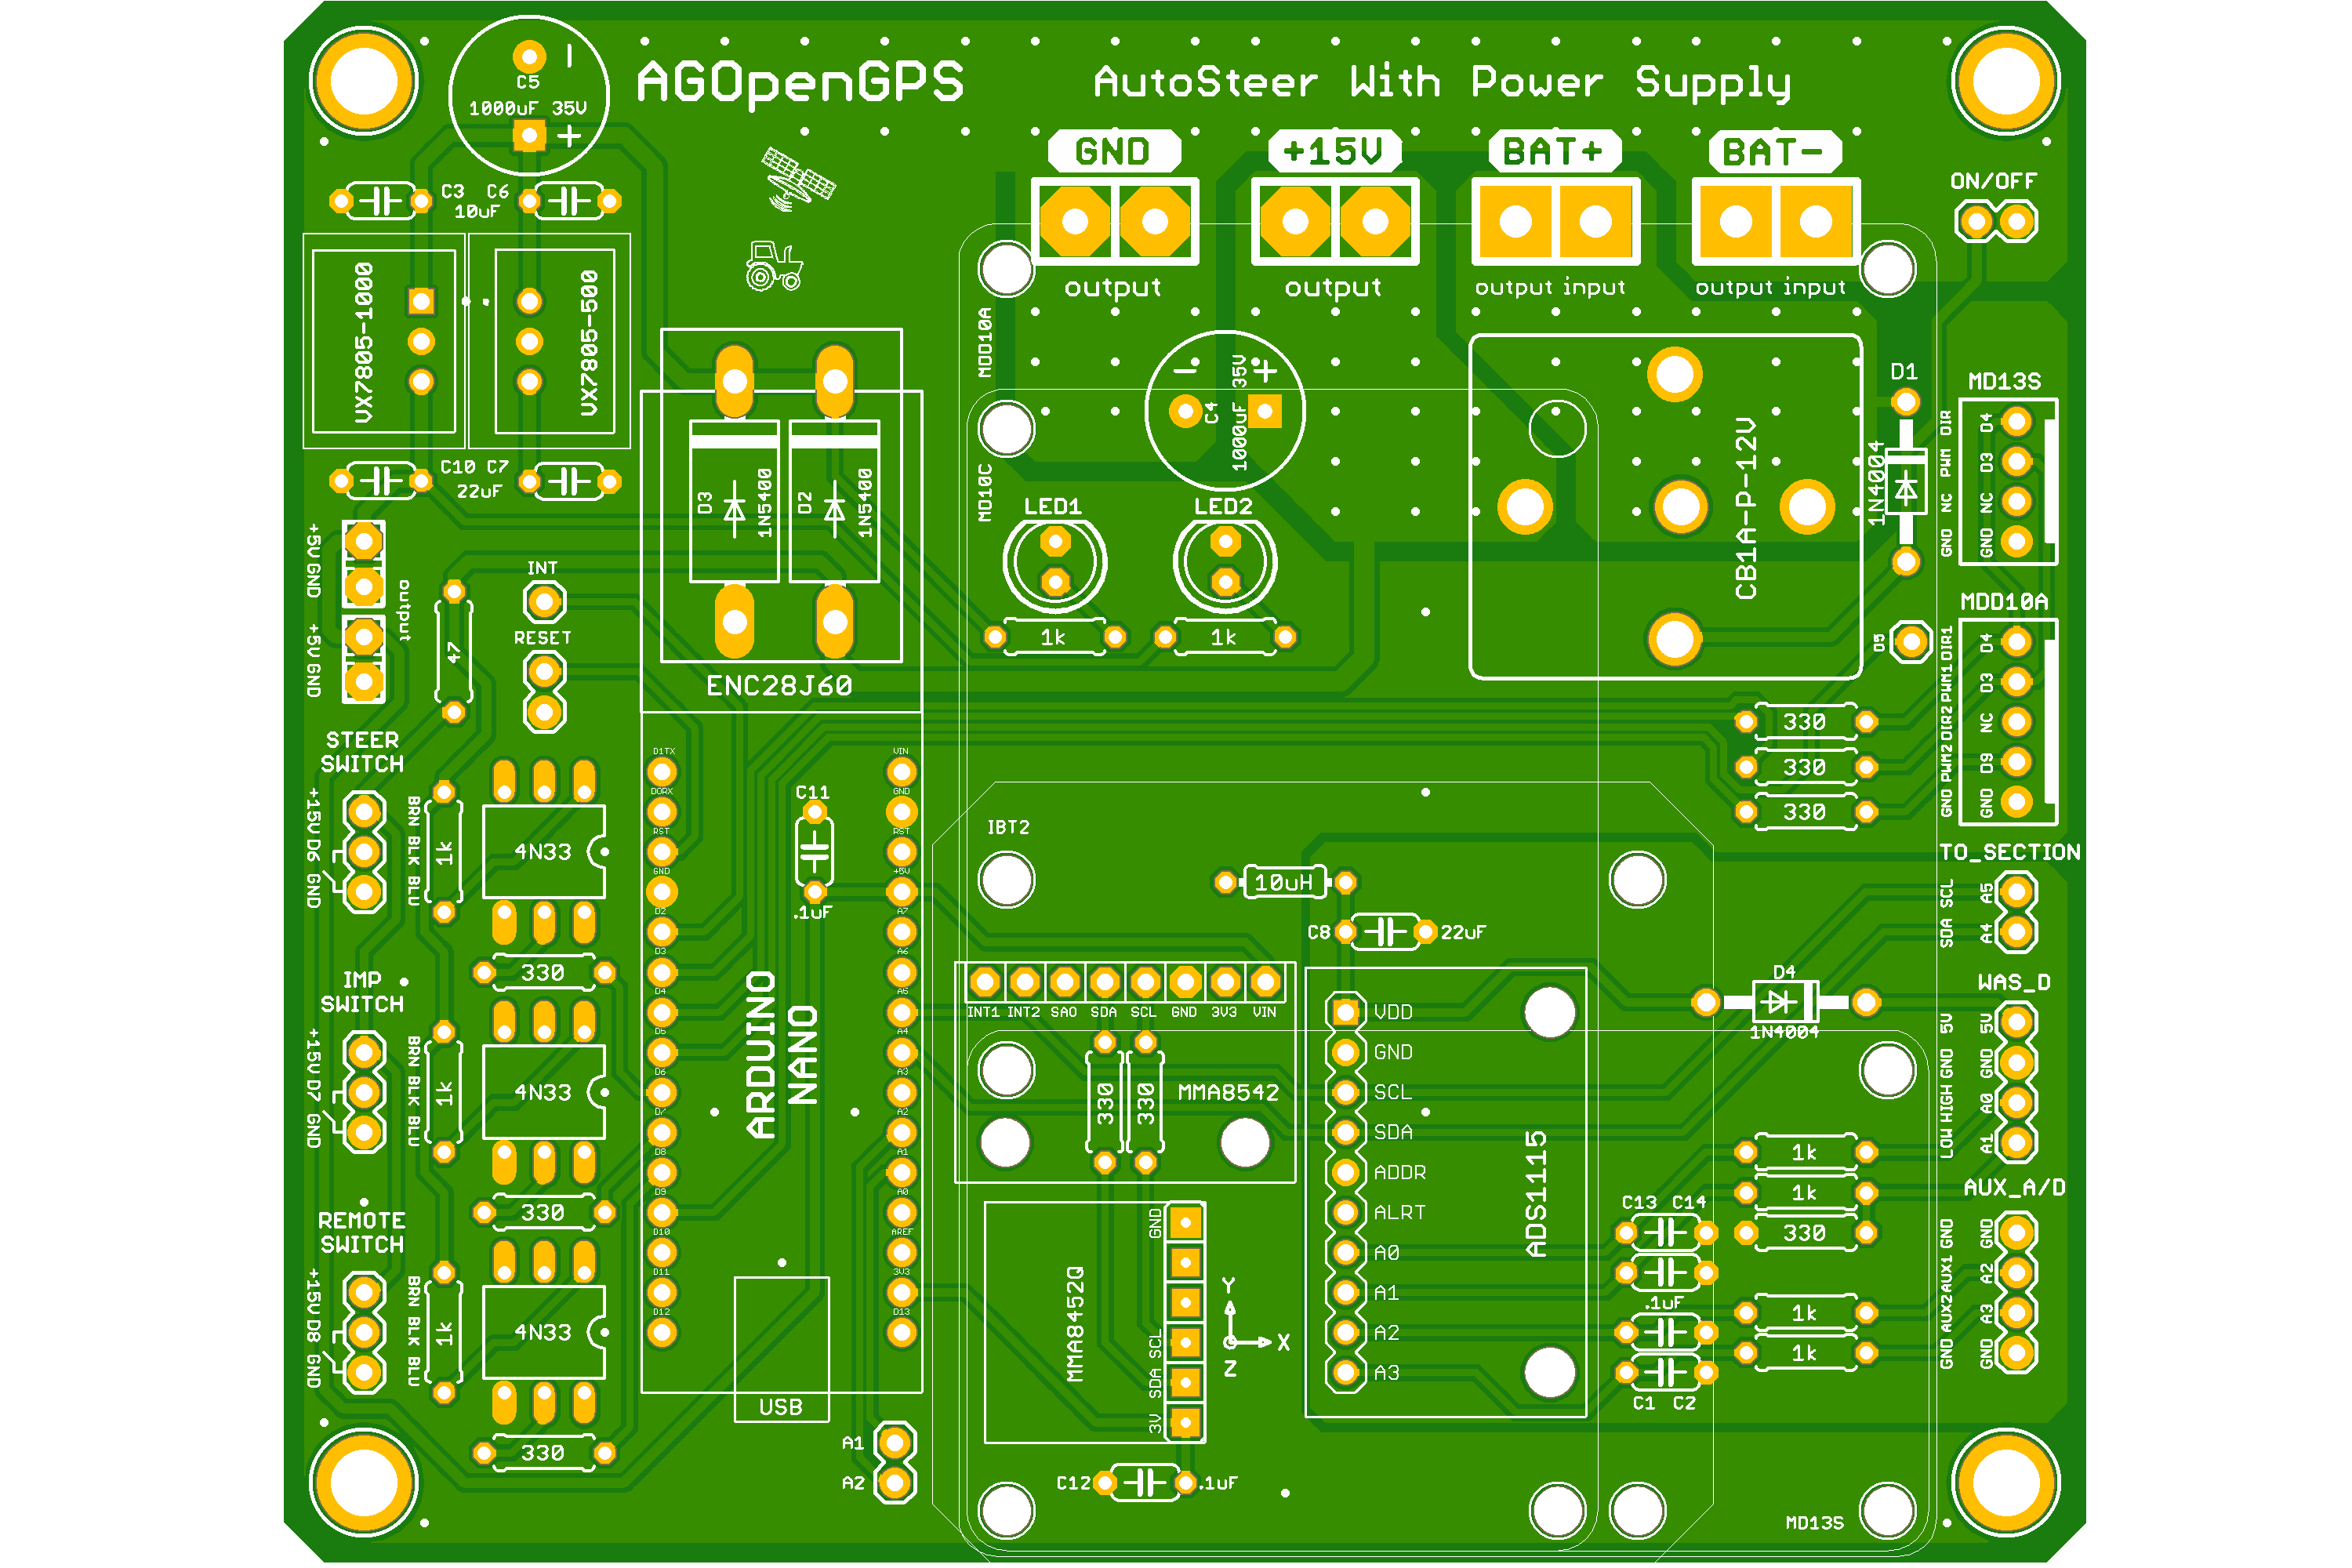 AGOpenGPS
AutoSteer With Power Supply
C5
1000uF 35V
GND
+15V
BAT+
BAT-
ON/OFF
C3 C6
10uF
output
output
output input
output input
VX7805-1000
VX7805-500
MDD10A
C10 C7
22uF
D3
1N5400
D2
1N5400
C4
1000uF 35V
MD10C
LED1
LED2
1k
1k
CB1A-P-12V
D1
1N4004
MD13S
DIR
PWM
NC
GND
D4
D3
NC
GND
+5V GND
output
+5V GND
47
INT
RESET
ENC28J60
D5
MDD10A
DIR1
PWM1
DIR2
PWM2
GND
D4
D3
NC
D9
GND
330
330
330
STEER
SWITCH
+15V D6 GND
BRN BLK BLU
1k
4N33
330
IMP
SWITCH
+15V D7 GND
BRN BLK BLU
1k
4N33
330
REMOTE
SWITCH
+15V D8 GND
BRN BLK BLU
1k
4N33
330
D1TX
D0RX
RST
GND
D2
D3
D4
D5
D6
D7
D8
D9
D10
D11
D12
VIN
GND
RST
+5V
A7
A6
A5
A4
A3
A2
A1
A0
AREF
3V3
D13
C11
.1uF
ARDUINO
NANO
USB
A1
A2
IBT2
10uH
C8
22uF
INT1 INT2 SAO SDA SCL GND 3V3 VIN
330
330
MMA8542
MMA8452Q
GND
SCL
SDA
3V
Y
X
Z
C12
.1uF
VDD
GND
SCL
SDA
ADDR
ALRT
A0
A1
A2
A3
ADS1115
D4
1N4004
TO_SECTION
SCL
SDA
A5
A4
WAS_D
5V
GND
HIGH
LOW
5V
GND
A0
A1
1k
1k
330
C13 C14
.1uF
C1 C2
1k
1k
AUX_A/D
GND
AUX1
AUX2
GND
GND
A2
A3
GND
MD13S